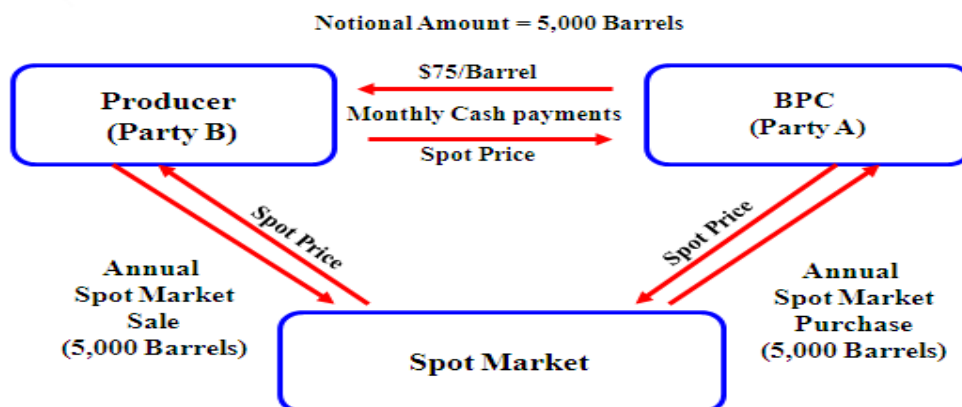 Notional Amount = 5,000 Barrels
$75/Barrel
Producer
(Party B)
Monthly Cash payments
BPC
(Party A)
Spot Price
Spot Price
Spot Price
Annual
Spot Market
Sale
(5,000 Barrels)
Annual
Spot Market
Purchase
(5,000 Barrels)
Spot Market